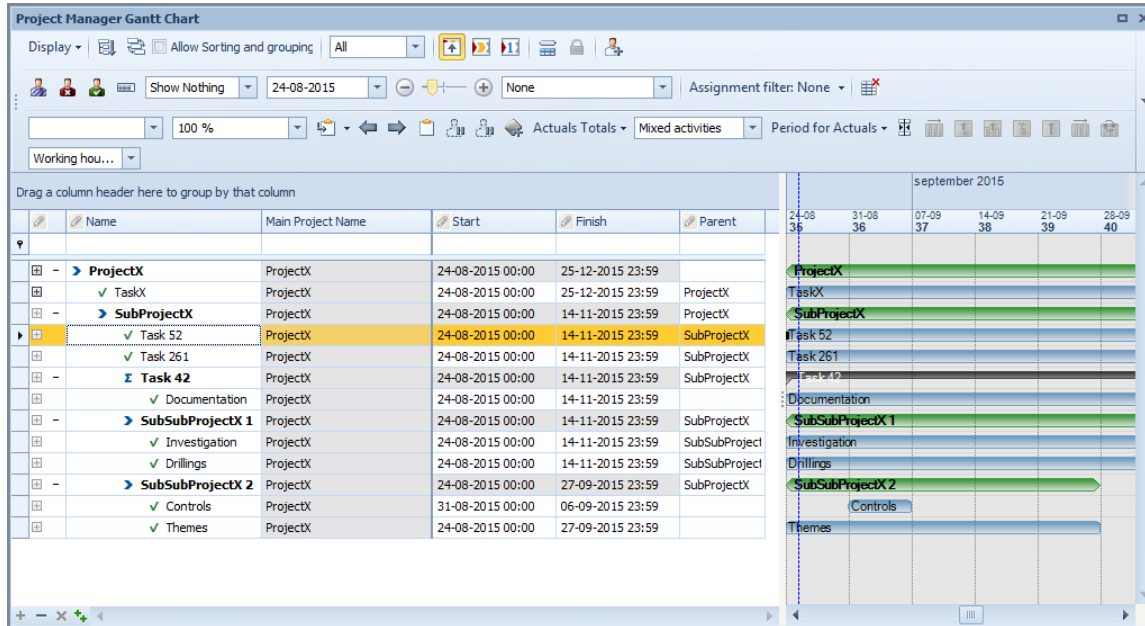 Project Manager Gantt Chart
Display Allow Sorting and grouping All
Show Nothing 24-08-2015 None Assignment filter: None
100 % Actuals Totals Mixed activities Period for Actuals
Working hou...
Drag a column header here to group by that column
september 2015
Name Main Project Name Start Finish Parent
24-08 31-08 07-09 14-09 21-09 28-09
35 36 37 38 39 40
ProjectX ProjectX 24-08-2015 00:00 25-12-2015 23:59 ProjectX
TaskX ProjectX 24-08-2015 00:00 25-12-2015 23:59 ProjectX TaskX
SubProjectX ProjectX 24-08-2015 00:00 14-11-2015 23:59 ProjectX SubProjectX
Task 52 ProjectX 24-08-2015 00:00 14-11-2015 23:59 SubProjectX Task 52
Task 261 ProjectX 24-08-2015 00:00 14-11-2015 23:59 SubProjectX Task 261
Σ Task 42 ProjectX 24-08-2015 00:00 14-11-2015 23:59 SubProjectX Task 42
Documentation ProjectX 24-08-2015 00:00 14-11-2015 23:59 Documentation
SubSubProjectX 1 ProjectX 24-08-2015 00:00 14-11-2015 23:59 SubProjectX SubSubProjectX 1
Investigation ProjectX 24-08-2015 00:00 14-11-2015 23:59 SubSubProject Investigation
Drillings ProjectX 24-08-2015 00:00 14-11-2015 23:59 SubSubProject Drillings
SubSubProjectX 2 ProjectX 24-08-2015 00:00 27-09-2015 23:59 SubProjectX SubSubProjectX 2
Controls ProjectX 31-08-2015 00:00 06-09-2015 23:59 Controls
Themes ProjectX 24-08-2015 00:00 27-09-2015 23:59 Themes